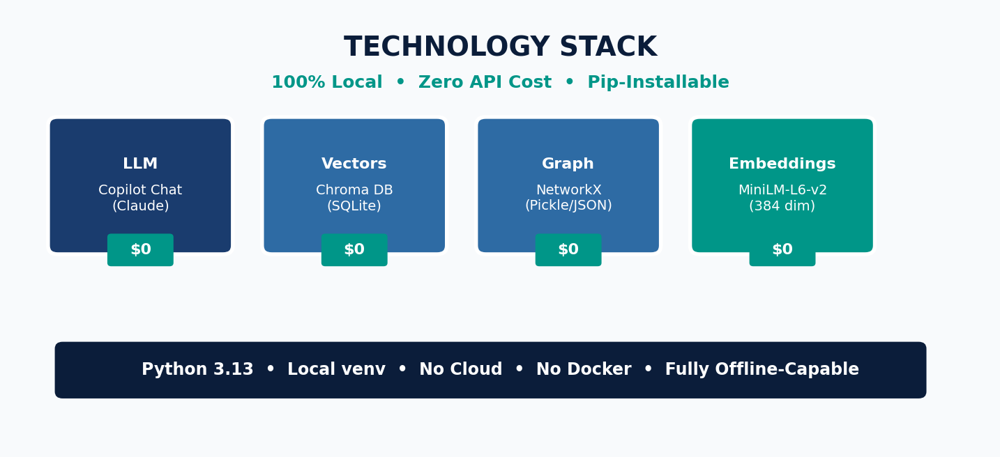 TECHNOLOGY STACK
100% Local • Zero API Cost • Pip-Installable
LLM
Copilot Chat
(Claude)
$0
Vectors
Chroma DB
(SQLite)
$0
Graph
NetworkX
(Pickle/JSON)
$0
Embeddings
MiniLM-L6-v2
(384 dim)
$0
Python 3.13 • Local venv • No Cloud • No Docker • Fully Offline-Capable